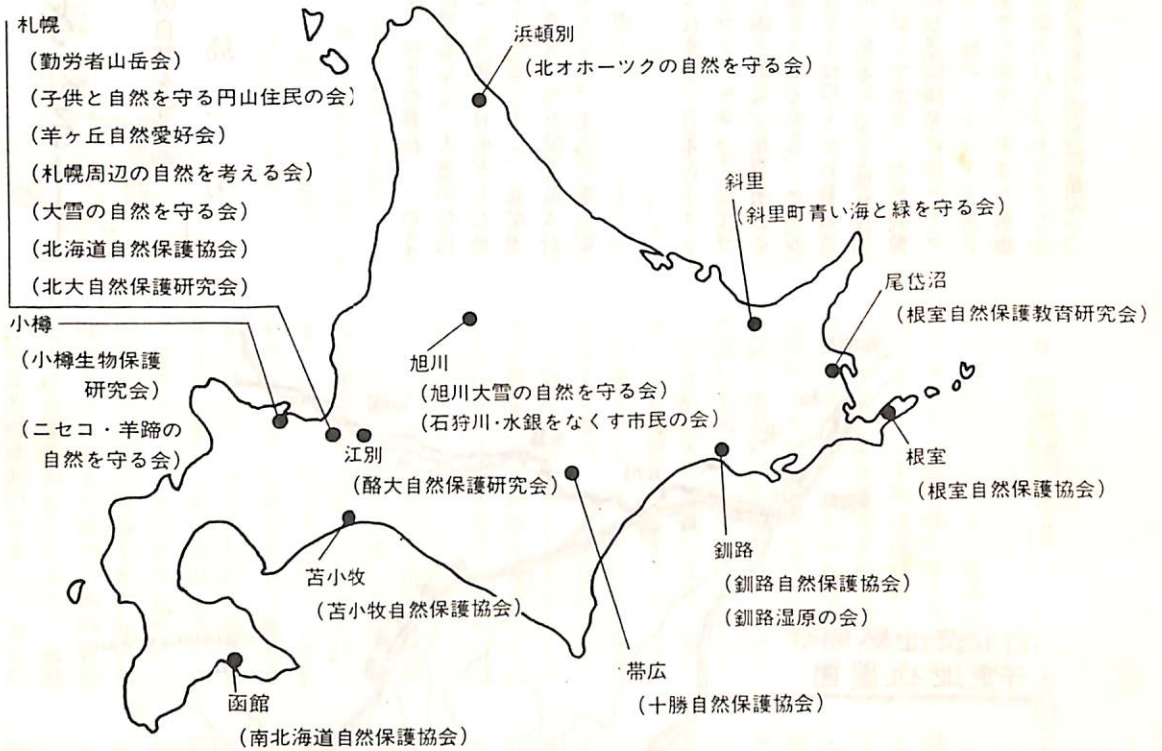 札幌
(勤労者山岳会)
(子供と自然を守る円山住民の会)
(羊ヶ丘自然愛好会)
(札幌周辺の自然を考える会)
(大雪の自然を守る会)
(北海道自然保護協会)
(北大自然保護研究会)
小樽
(小樽生物保護
研究会)
(ニセコ・羊蹄の
自然を守る会)
浜頓別
(北オホーツクの自然を守る会)
斜里
(斜里町青い海と緑を守る会)
尾岱沼
(根室自然保護教育研究会)
旭川
(旭川大雪の自然を守る会)
(石狩川・水銀をなくす市民の会)
江別
(酪大自然保護研究会)
根室
(根室自然保護協会)
釧路
(釧路自然保護協会)
(釧路湿原の会)
苫小牧
(苫小牧自然保護協会)
帯広
(十勝自然保護協会)
函館
(南北海道自然保護協会)